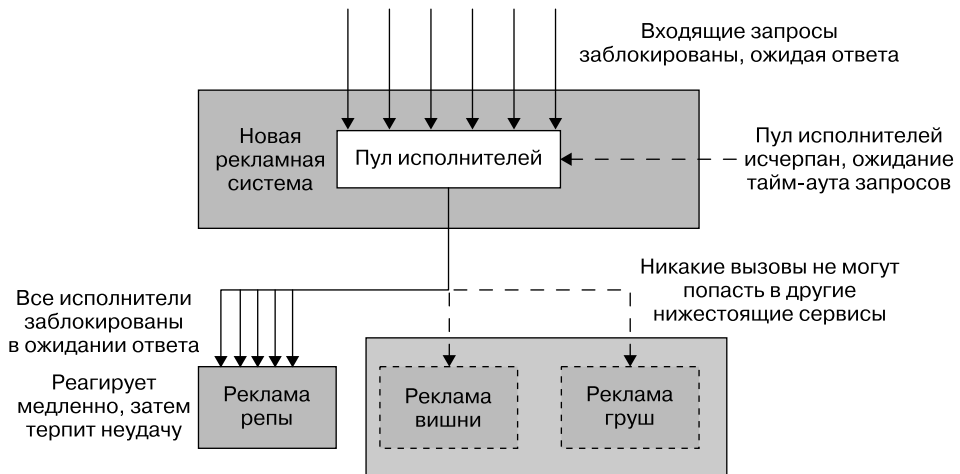 Входящие запросы
заблокированы, ожидая ответа
Новая
рекламная
система
Пул исполнителей
Пул исполнителей
исчерпан, ожидание
тайм-аута запросов
Никакие вызовы не могут
попасть в другие
нижестоящие сервисы
Все исполнители
заблокированы
в ожидании ответа
Реагирует
медленно, затем
терпит неудачу
Реклама
репы
Реклама
вишни
Реклама
груш